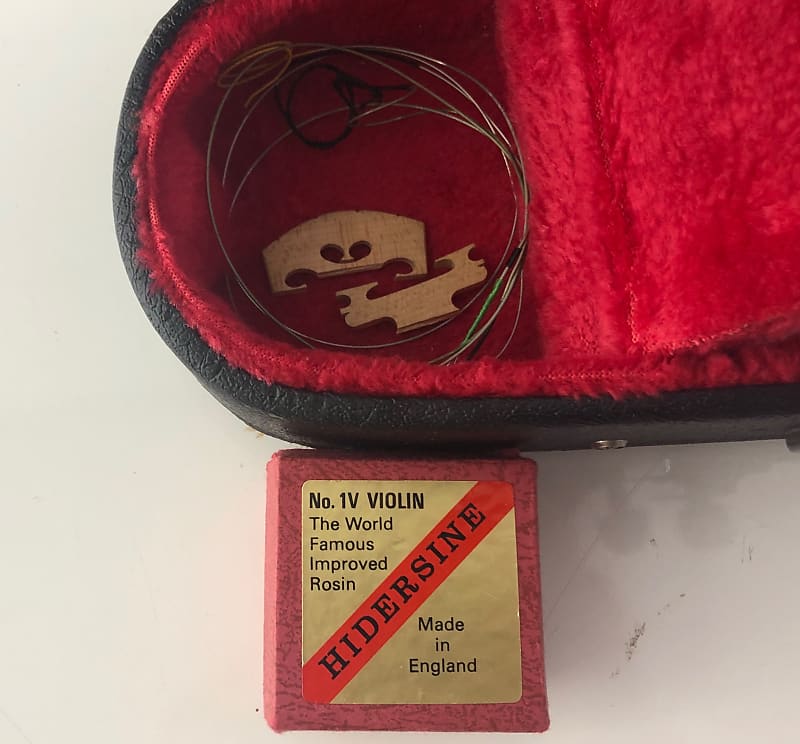 No. 1V VIOLIN
The World
Famous
Improved
Rosin
HIDERSINE
Made
in
England